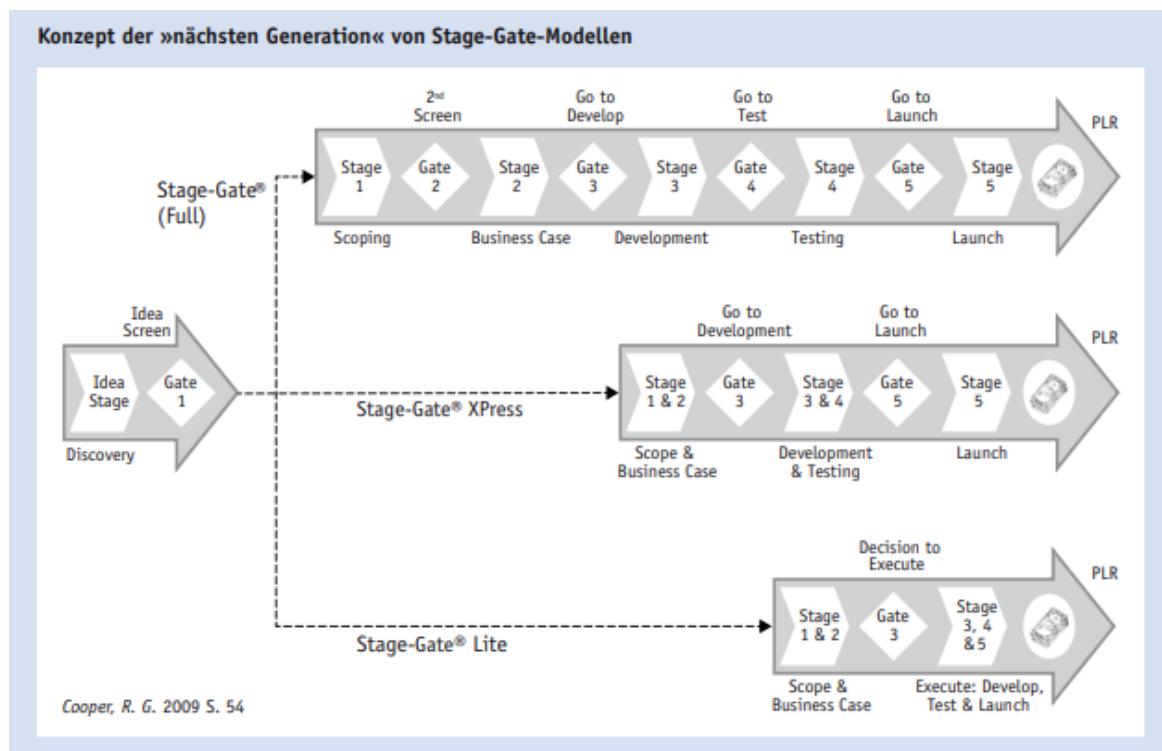 Konzept der »nächsten Generation« von Stage-Gate-Modellen
2nd
Screen
Go to
Develop
Go to
Test
Go to
Launch
PLR
Stage-Gate®
(Full)
Stage
1
Gate
2
Stage
2
Gate
3
Stage
3
Gate
4
Stage
4
Gate
5
Stage
5
Scoping
Business Case
Development
Testing
Launch
Idea
Screen
Idea
Stage
Gate
1
Discovery
Stage-Gate® XPress
Go to
Development
Go to
Launch
PLR
Stage
1 & 2
Gate
3
Stage
3 & 4
Gate
5
Stage
5
Scope &
Business Case
Development
& Testing
Launch
Stage-Gate® Lite
Decision to
Execute
PLR
Stage
1 & 2
Gate
3
Stage
3, 4
& 5
Scope &
Business Case
Execute: Develop,
Test & Launch
Cooper, R. G. 2009 S. 54